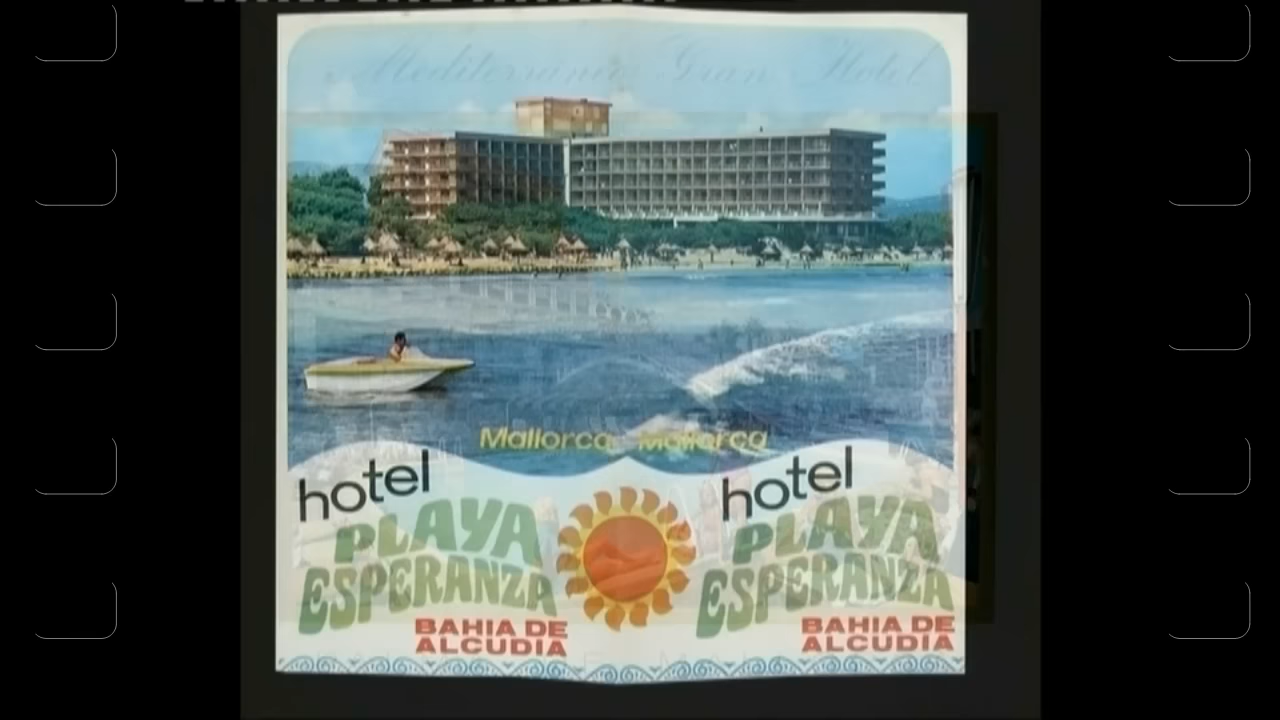 Mediterráneo Gran Hotel
Mallorca Mallorca
hotel hotel
PLAYA PLAYA
ESPERANZA ESPERANZA
BAHIA DE BAHIA DE
ALCUDIA ALCUDIA